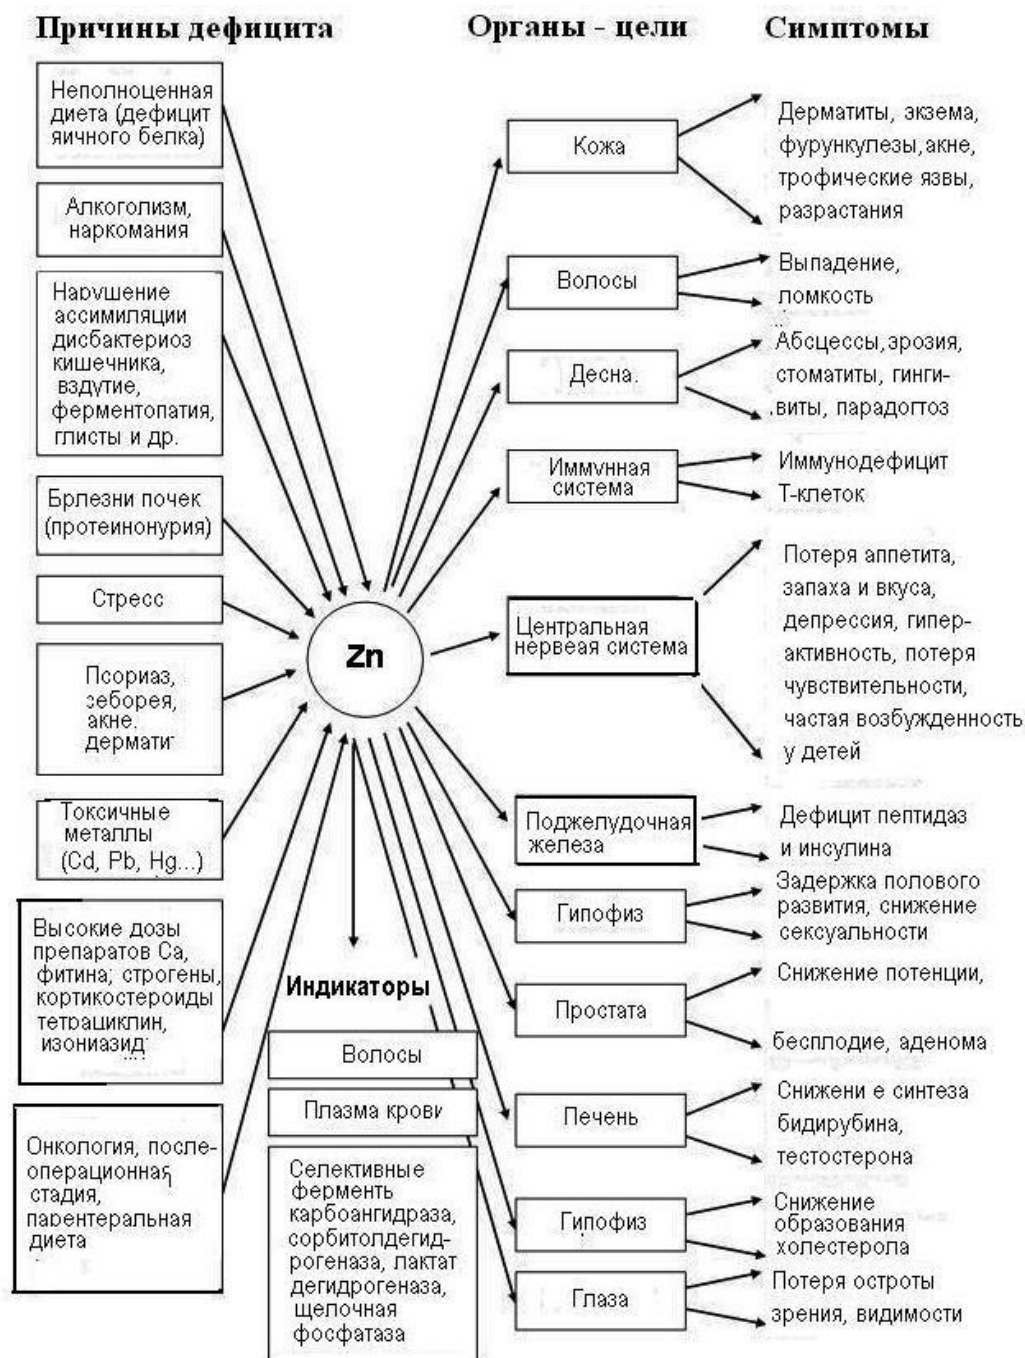 Причины дефицита
Органы - цели
Симптомы
Неполноценная
диета (дефицит
яичного белка)
Алкоголизм,
наркомания
Нарушение
ассимиляции
дисбактериоз
кишечника,
вздутие,
ферментопатия,
глисты и др.
Брлезни почек
(протеинонурия)
Стресс
Псориаз,
себорея,
акне.
дермати
Токсичные
металлы
(Cd, Pb, Hg...)
Высокие дозы
препаратов Ca,
фитина; строгены,
кортикостероиды
тетрациклин,
изониазид
Онкология, после-
операционная
стадия,
парентеральная
диета
Zn
Индикаторы
Волосы
Плазма крови
Селективные
ферменть
карбоангидраза,
сорбитолдегид-
рогеназа, лактат
дегидрогеназа,
щелочная
фосфатаза
Кожа
Дерматиты, экзема,
фурункулезы,акне,
трофические язвы,
разрастания
Волосы
Выпадение,
ломкость
Десна.
Абсцессы,эрозия,
стоматиты, гинги-
виты, парадогтоз
Иммунная
система
Иммунодефицит
Т-клеток
Центральная
нервеая система
Потеря аппетита,
запаха и вкуса,
депрессия, гипер-
активность, потеря
чувствительности,
частая возбужденность
у детей
Поджелудочная
железа
Дефицит пептидаз
и инсулина
Гипофиз
Задержка полового
развития, снижение
сексуальности
Простата
Снижение потенции,
бесплодие, аденома
Печень
Снижени е синтеза
бидирубина,
тестостерона
Гипофиз
Снижение
образования
холестерола
Глаза
Потеря остроты
зрения, видимости